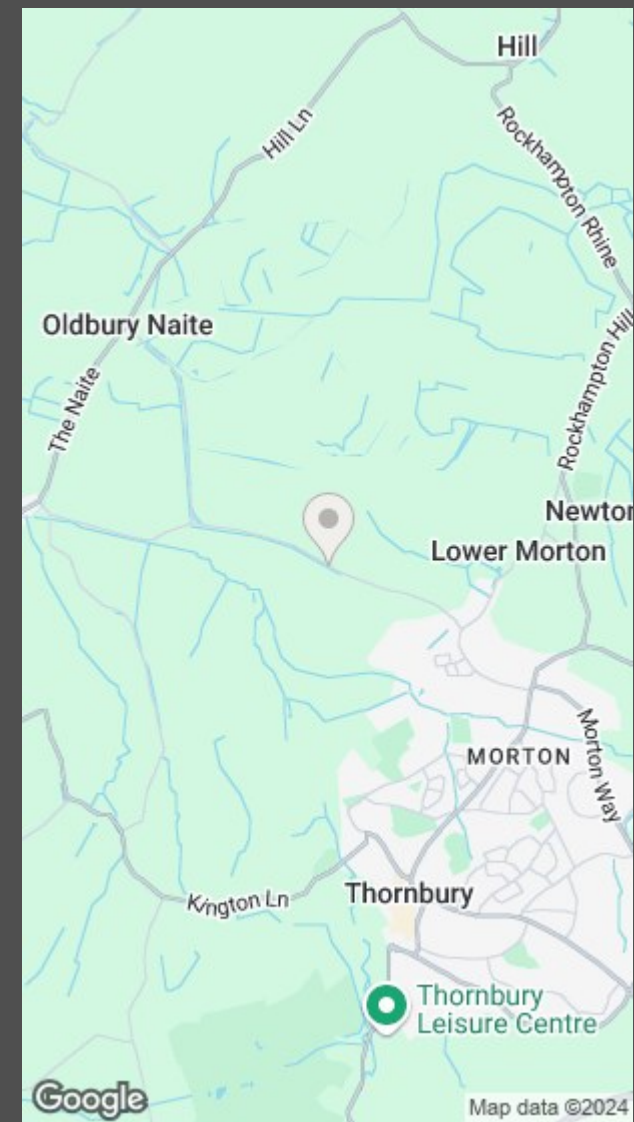 Hill
Hill Ln
Rockhampton Rhine
Oldbury Naite
The Naite
Rockhampton Hill
Newton
Lower Morton
MORTON
Morton Way
Thornbury
Kington Ln
Thornbury
Leisure Centre
Google
Map data ©2024